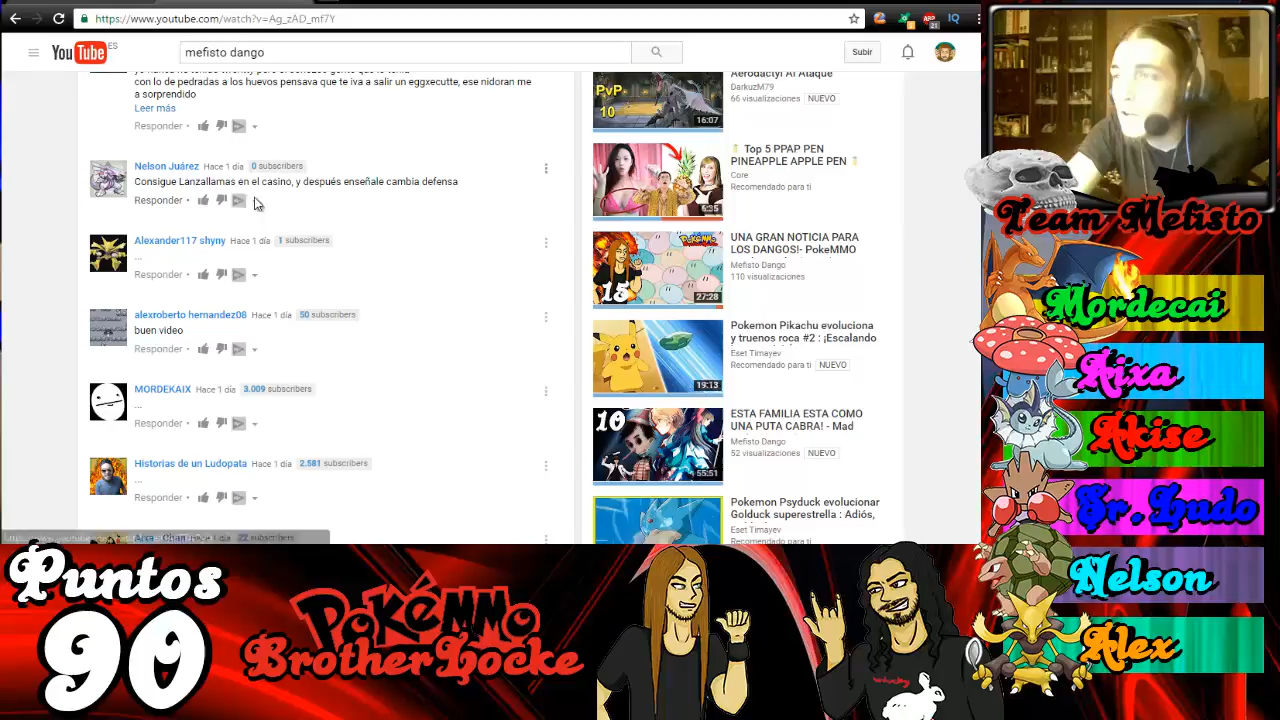 https://www.youtube.com/watch?v=Ag_zAD_mf7Y
YouTube ES
mefisto dango
Subir
con lo de pedradas a los huevos pensava que te iva a salir un eggxecutte, ese nidoran me
a sorprendido
Leer más
Responder •
Nelson Juárez Hace 1 día 0 subscribers
Consigue Lanzallamas en el casino, y después enseñale cambia defensa
Responder •
Alexander117 shyny Hace 1 día 1 subscribers
...
Responder •
alexroberto hernandez08 Hace 1 día 50 subscribers
buen video
Responder •
MORDEKAIX Hace 1 día 3.009 subscribers
...
Responder •
Historias de un Ludopata Hace 1 día 2.581 subscribers
...
Responder •
22 subscribers
PvP
10
16:07
Aerodactyl Al Ataque
DarkuzM79
66 visualizaciones NUEVO
6:35
Top 5 PPAP PEN
PINEAPPLE APPLE PEN
Core
Recomendado para ti
15
27:28
UNA GRAN NOTICIA PARA
LOS DANGOS!- PokeMMO
Mefisto Dango
110 visualizaciones
19:13
Pokemon Pikachu evoluciona
y truenos roca #2 : ¡Escalando
Eset Timayev
Recomendado para ti NUEVO
10
55:51
ESTA FAMILIA ESTA COMO
UNA PUTA CABRA! - Mad
Mefisto Dango
52 visualizaciones NUEVO
Pokemon Psyduck evolucionar
Golduck superestrella : Adiós,
Eset Timayev
Recomendado para ti
Team Mefisto
Mordecai
Aixa
Akise
Sr.Ludo
Nelson
Alex
Puntos
90
PokéMMO
BrotherLocke